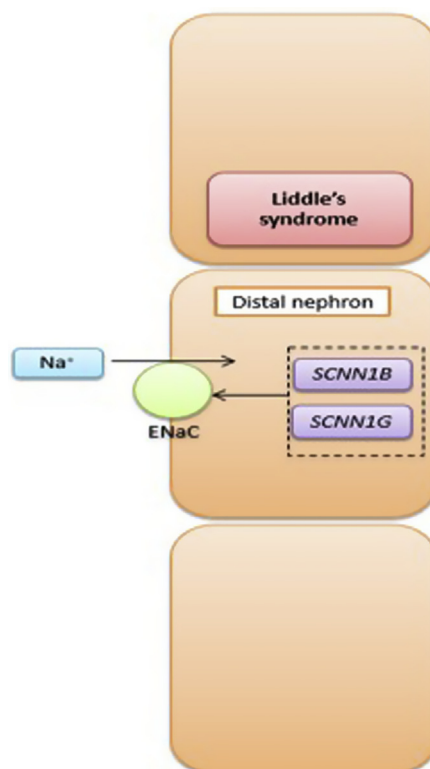 Liddle's
syndrome
Distal nephron
Na⁺
SCNN1B
ENaC
SCNN1G